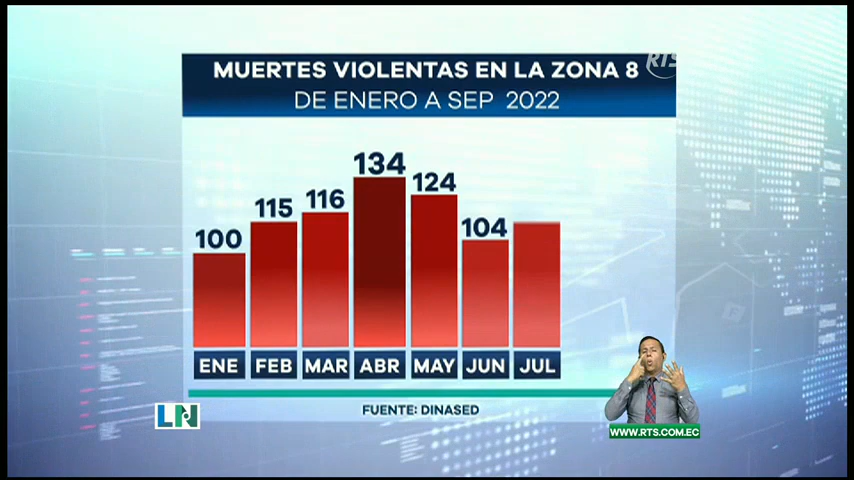 MUERTES VIOLENTAS EN LA ZONA 8
RTS
DE ENERO A SEP 2022
100
115
116
134
124
104
ENE
FEB
MAR
ABR
MAY
JUN
JUL
FUENTE: DINASED
LN
WWW.RTS.COM.EC